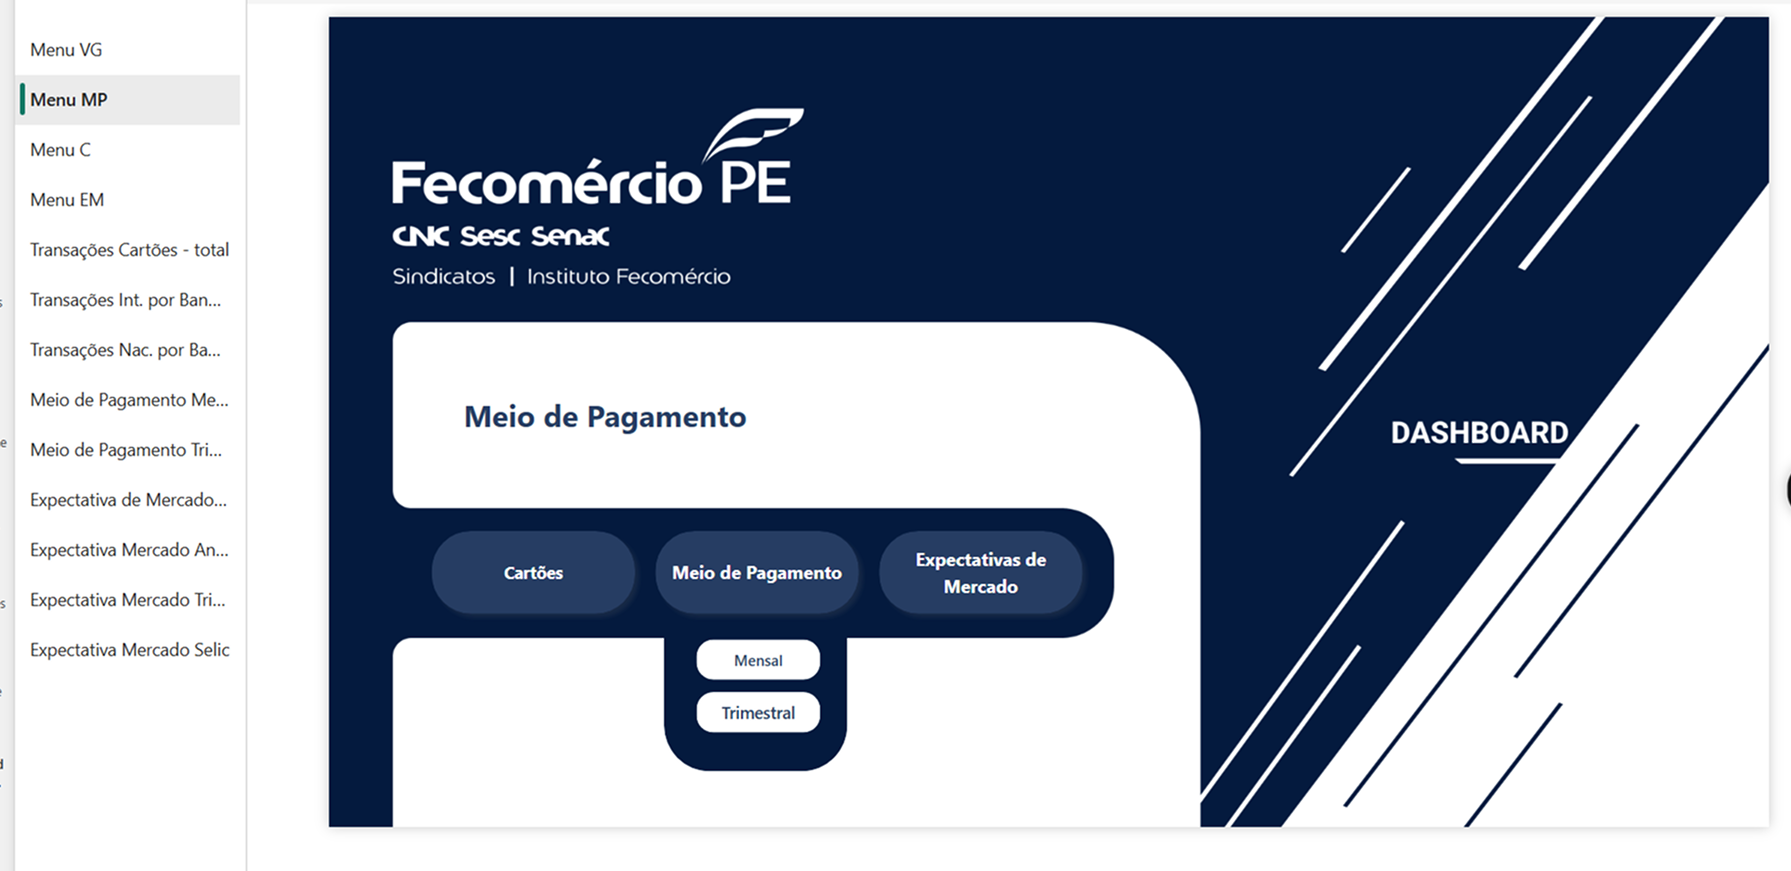 Menu VG
Menu MP
Menu C
Menu EM
Transações Cartões - total
Transações Int. por Ban...
Transações Nac. por Ba...
Meio de Pagamento Me...
Meio de Pagamento Tri...
Expectativa de Mercado...
Expectativa Mercado An...
Expectativa Mercado Tri...
Expectativa Mercado Selic
Fecomércio PE
CNC Sesc Senac
Sindicatos | Instituto Fecomércio
Meio de Pagamento
DASHBOARD
Cartões
Meio de Pagamento
Expectativas de
Mercado
Mensal
Trimestral